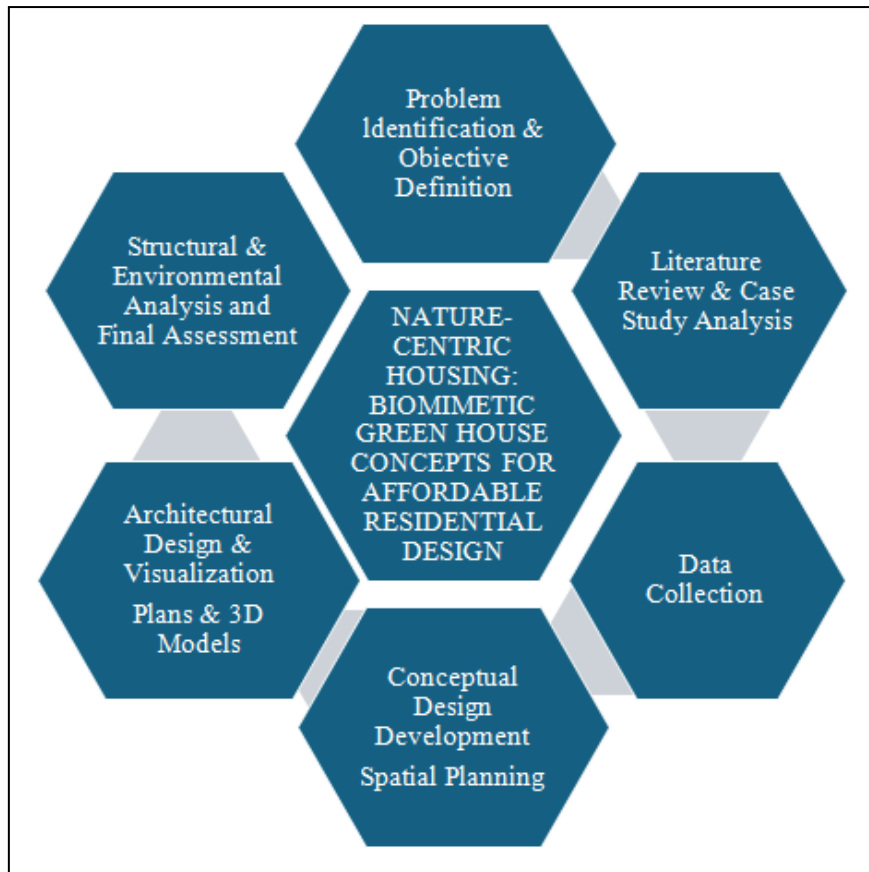 Problem
Identification &
Obiective
Definition
Literature
Review & Case
Study Analysis
Data
Collection
Conceptual
Design
Development
Spatial Planning
Architectural
Design &
Visualization
Plans & 3D
Models
Structural &
Environmental
Analysis and
Final Assessment
NATURE-
CENTRIC
HOUSING:
BIOMIMETIC
GREEN HOUSE
CONCEPTS FOR
AFFORDABLE
RESIDENTIAL
DESIGN